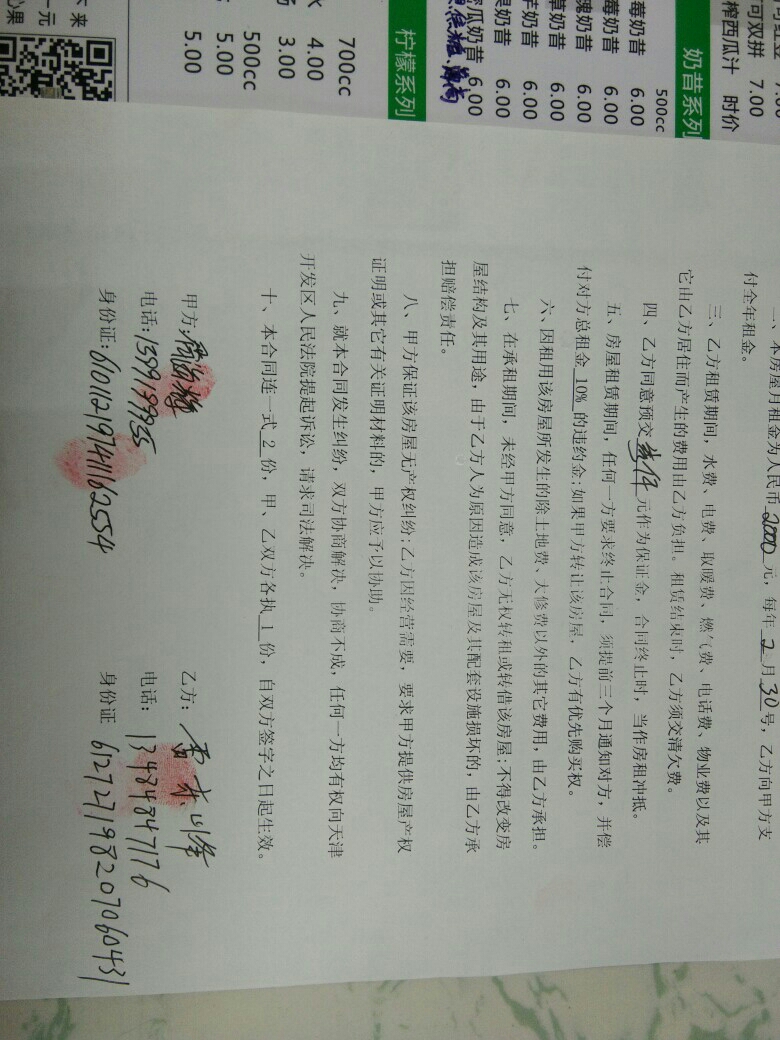 可双拼 7.00
榨西瓜汁 时价
奶昔系列
500cc
莓奶昔 6.00
莓奶昔 6.00
瑰奶昔 6.00
草奶昔 6.00
芋奶昔 6.00
果奶昔 6.00
瓜奶昔 6.00
柠檬系列
700cc
4.00
3.00
500cc
5.00
5.00
、本房屋月租金为人民币 2000 元，每年 2 月 30 号，乙方向甲方支
付全年租金。
三、乙方租赁期间，水费、电费、取暖费、燃气费、电话费、物业费以及其
它由乙方居住而产生的费用由乙方负担。租赁结束时，乙方须交清欠费。
四、乙方同意预交 元作为保证金，合同终止时，当作房租冲抵。
五、房屋租赁期间，任何一方要求终止合同，须提前三个月通知对方，并偿
付对方总租金 10% 的违约金；如果甲方转让该房屋，乙方有优先购买权。
六、因租用该房屋所发生的除土地费、大修费以外的其它费用，由乙方承担。
七、在承租期间，未经甲方同意，乙方无权转租或转借该房屋；不得改变房
屋结构及其用途，由于乙方人为原因造成该房屋及其配套设施损坏的，由乙方承
担赔偿责任。
八、甲方保证该房屋无产权纠纷；乙方因经营需要，要求甲方提供房屋产权
证明或其它有关证明材料的，甲方应予以协助。
九、就本合同发生纠纷，双方协商解决，协商不成，任何一方均有权向天津
开发区人民法院提起诉讼，请求司法解决。
十、本合同连一式 2 份，甲、乙双方各执 1 份，自双方签字之日起生效。
甲方： 乙方：
电话：13991199955 电话：13484847176
身份证：610112197411162554 身份证 612727198207060431